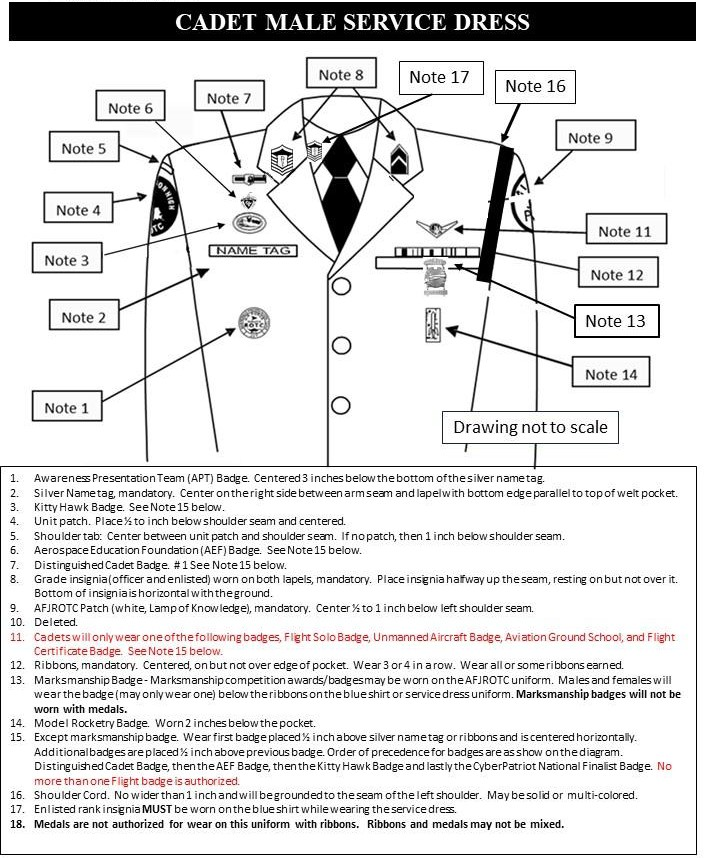 CADET MALE SERVICE DRESS
Note 8
Note 17
Note 7
Note 16
Note 6
Note 9
Note 5
Note 4
Note 11
Note 3
NAME TAG
Note 12
Note 2
Note 13
Note 14
Note 1
Drawing not to scale
1. Awareness Presentation Team (APT) Badge. Centered 3 inches below the bottom of the silver name tag.
2. Silver Name tag, mandatory. Center on the right side between arm seam and lapel with bottom edge parallel to top of welt pocket.
3. Kitty Hawk Badge. See Note 15 below.
4. Unit patch. Place ½ to inch below shoulder seam and centered.
5. Shoulder tab: Center between unit patch and shoulder seam. If no patch, then 1 inch below shoulder seam.
6. Aerospace Education Foundation (AEF) Badge. See Note 15 below.
7. Distinguished Cadet Badge. # 1 See Note 15 below.
8. Grade insignia (officer and enlisted) worn on both lapels, mandatory. Place insignia halfway up the seam, resting on but not over it.
Bottom of insignia is horizontal with the ground.
9. AFJROTC Patch (white, Lamp of Knowledge), mandatory. Center ½ to 1 inch below left shoulder seam.
10. Deleted.
11. Cadets will only wear one of the following badges, Flight Solo Badge, Unmanned Aircraft Badge, Aviation Ground School, and Flight
Certificate Badge. See Note 15 below.
12. Ribbons, mandatory. Centered, on but not over edge of pocket. Wear 3 or 4 in a row. Wear all or some ribbons earned.
13. Marksmanship Badge - Marksmanship competition awards/badges may be worn on the AFJROTC uniform. Males and females will
wear the badge (may only wear one) below the ribbons on the blue shirt or service dress uniform. Marksmanship badges will not be
worn with medals.
14. Model Rocketry Badge. Worn 2 inches below the pocket.
15. Except marksmanship badge. Wear first badge placed ½ inch above silver name tag or ribbons and is centered horizontally.
Additional badges are placed ½ inch above previous badge. Order of precedence for badges are as show on the diagram.
Distinguished Cadet Badge, then the AEF Badge, then the Kitty Hawk Badge and lastly the CyberPatriot National Finalist Badge. No
more than one Flight badge is authorized.
16. Shoulder Cord. No wider than 1 inch and will be grounded to the seam of the left shoulder. May be solid or multi-colored.
17. Enlisted rank insignia MUST be worn on the blue shirt while wearing the service dress.
18. Medals are not authorized for wear on this uniform with ribbons. Ribbons and medals may not be mixed.